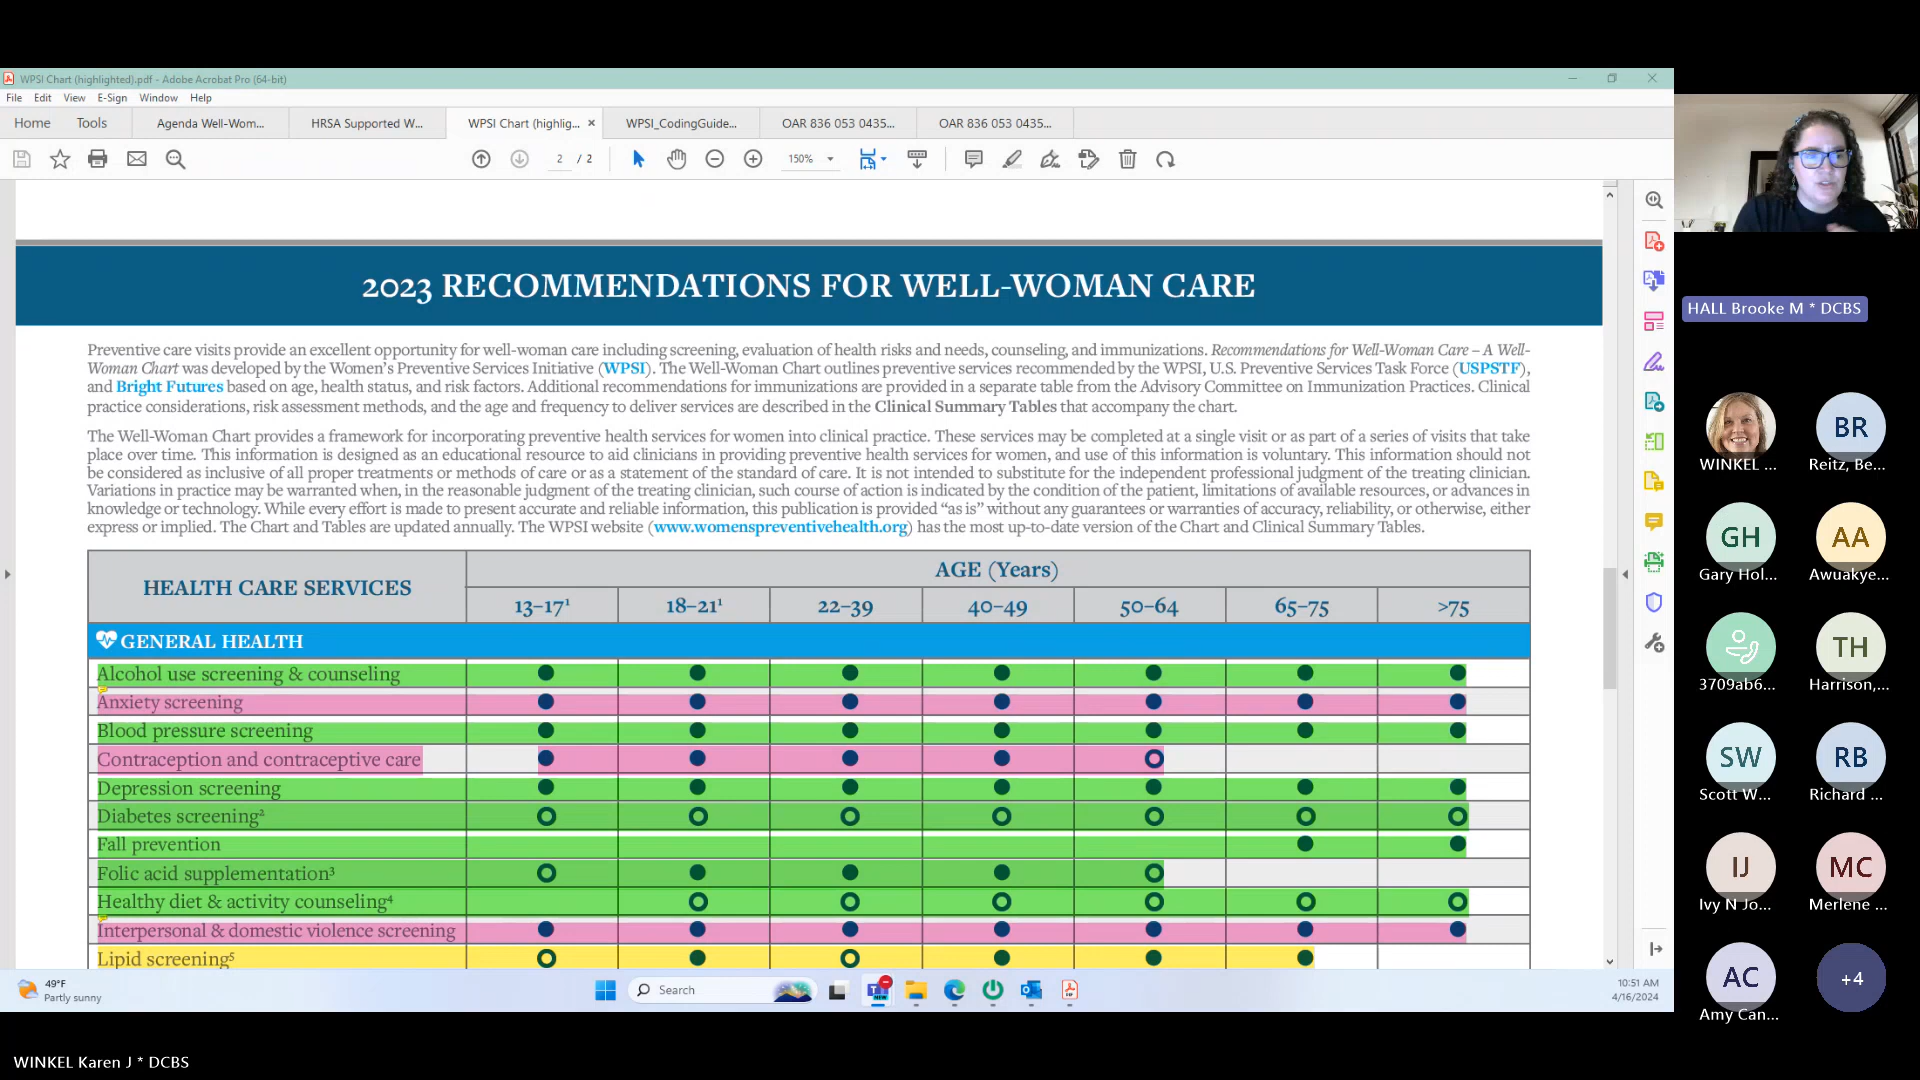 WPSI Chart (highlighted).pdf - Adobe Acrobat Pro (64-bit)
File Edit View E-Sign Window Help
Home Tools Agenda Well-Wom... HRSA Supported W... WPSI Chart (highlig... × WPSI_CodingGuide... OAR 836 053 0435... OAR 836 053 0435...
2 / 2 150%
2023 RECOMMENDATIONS FOR WELL-WOMAN CARE
Preventive care visits provide an excellent opportunity for well-woman care including screening, evaluation of health risks and needs, counseling, and immunizations. Recommendations for Well-Woman Care – A Well-
Woman Chart was developed by the Women's Preventive Services Initiative (WPSI). The Well-Woman Chart outlines preventive services recommended by the WPSI, U.S. Preventive Services Task Force (USPSTF),
and Bright Futures based on age, health status, and risk factors. Additional recommendations for immunizations are provided in a separate table from the Advisory Committee on Immunization Practices. Clinical
practice considerations, risk assessment methods, and the age and frequency to deliver services are described in the Clinical Summary Tables that accompany the chart.
The Well-Woman Chart provides a framework for incorporating preventive health services for women into clinical practice. These services may be completed at a single visit or as part of a series of visits that take
place over time. This information is designed as an educational resource to aid clinicians in providing preventive health services for women, and use of this information is voluntary. This information should not
be considered as inclusive of all proper treatments or methods of care or as a statement of the standard of care. It is not intended to substitute for the independent professional judgment of the treating clinician.
Variations in practice may be warranted when, in the reasonable judgment of the treating clinician, such course of action is indicated by the condition of the patient, limitations of available resources, or advances in
knowledge or technology. While every effort is made to present accurate and reliable information, this publication is provided “as is” without any guarantees or warranties of accuracy, reliability, or otherwise, either
express or implied. The Chart and Tables are updated annually. The WPSI website (www.womenspreventivehealth.org) has the most up-to-date version of the Chart and Clinical Summary Tables.
HEALTH CARE SERVICES
AGE (Years)
13–17¹ 18–21¹ 22–39 40–49 50–64 65–75 >75
GENERAL HEALTH
Alcohol use screening & counseling
Anxiety screening
Blood pressure screening
Contraception and contraceptive care
Depression screening
Diabetes screening²
Fall prevention
Folic acid supplementation³
Healthy diet & activity counseling⁴
Interpersonal & domestic violence screening
Lipid screening⁵
49°F
Partly sunny
Search
NEW
10:51 AM
4/16/2024
HALL Brooke M * DCBS
WINKEL ...
BR
Reitz, Be...
GH
Gary Hol...
AA
Awuakye...
3709ab6...
TH
Harrison,...
SW
Scott W...
RB
Richard ...
IJ
Ivy N Jo...
MC
Merlene ...
AC
Amy Can...
+4
WINKEL Karen J * DCBS